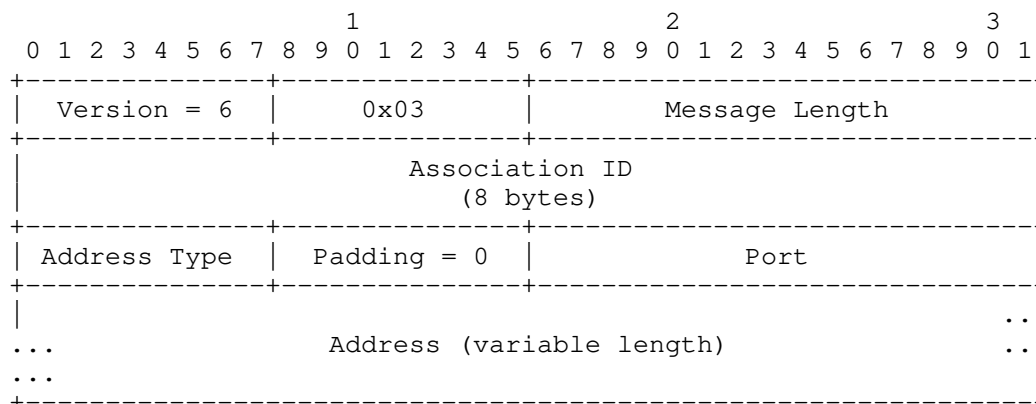 1                   2                   3
 0 1 2 3 4 5 6 7 8 9 0 1 2 3 4 5 6 7 8 9 0 1 2 3 4 5 6 7 8 9 0 1
+---------------+---------------+-------------------------------
|  Version = 6  |     0x03      |        Message Length
+---------------+---------------+-------------------------------
|                        Association ID
|                           (8 bytes)
+---------------+---------------+-------------------------------
| Address Type  |  Padding = 0  |             Port
+---------------+---------------+-------------------------------
|                                                             ..
...                 Address (variable length)                 ..
...
+---------------+---------------+-------------------------------